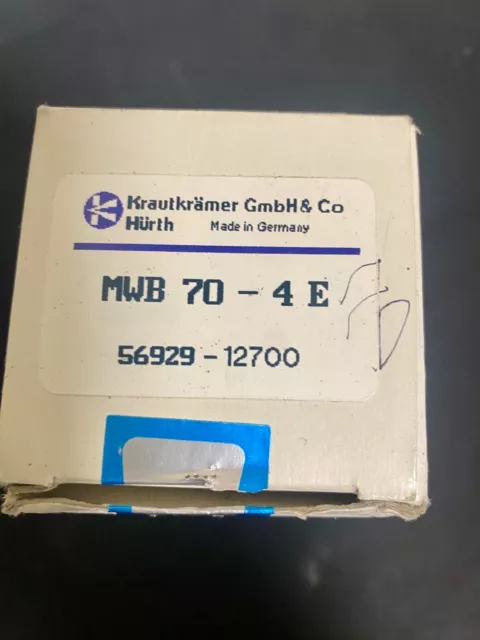 Krautkrämer GmbH & Co
Hürth Made in Germany
MWB 70 - 4 E
56929 - 12700